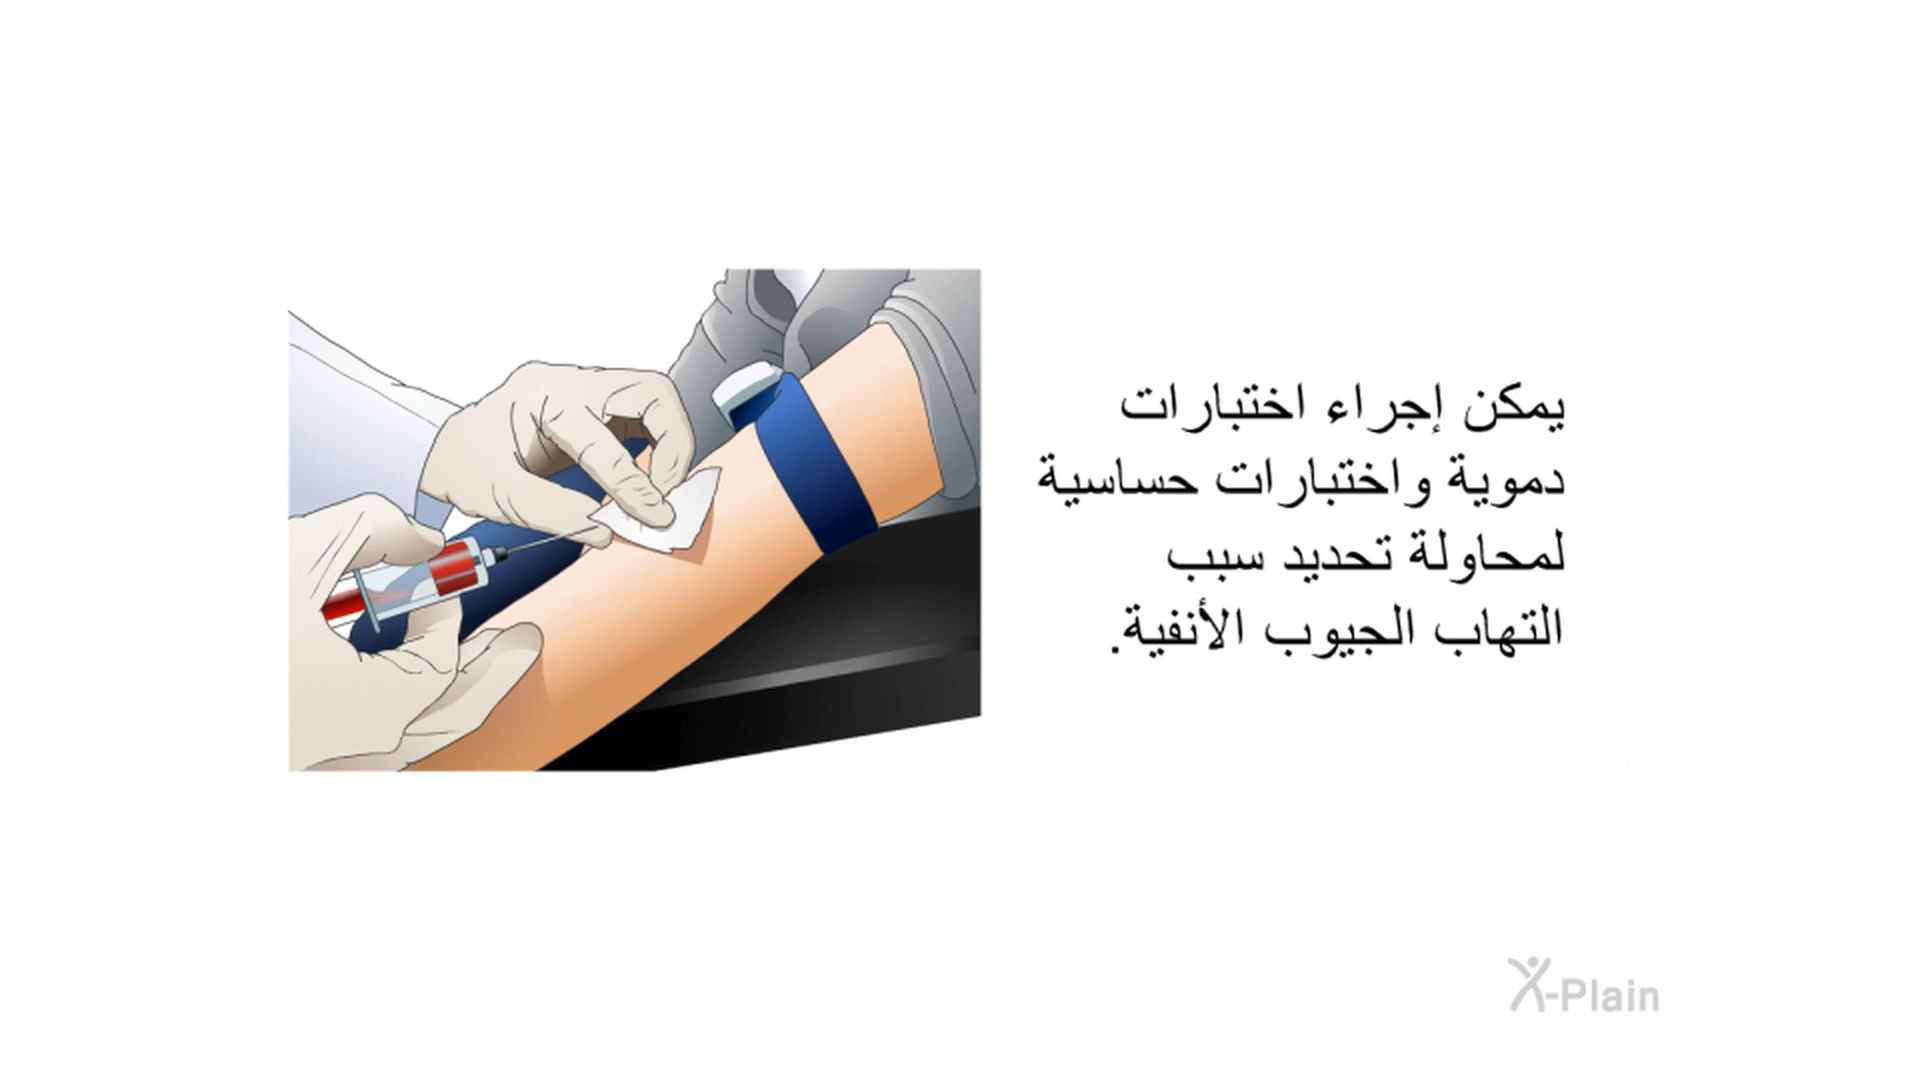 يمكن إجراء اختبارات
دموية واختبارات حساسية
لمحاولة تحديد سبب
التهاب الجيوب الأنفية.
X-Plain